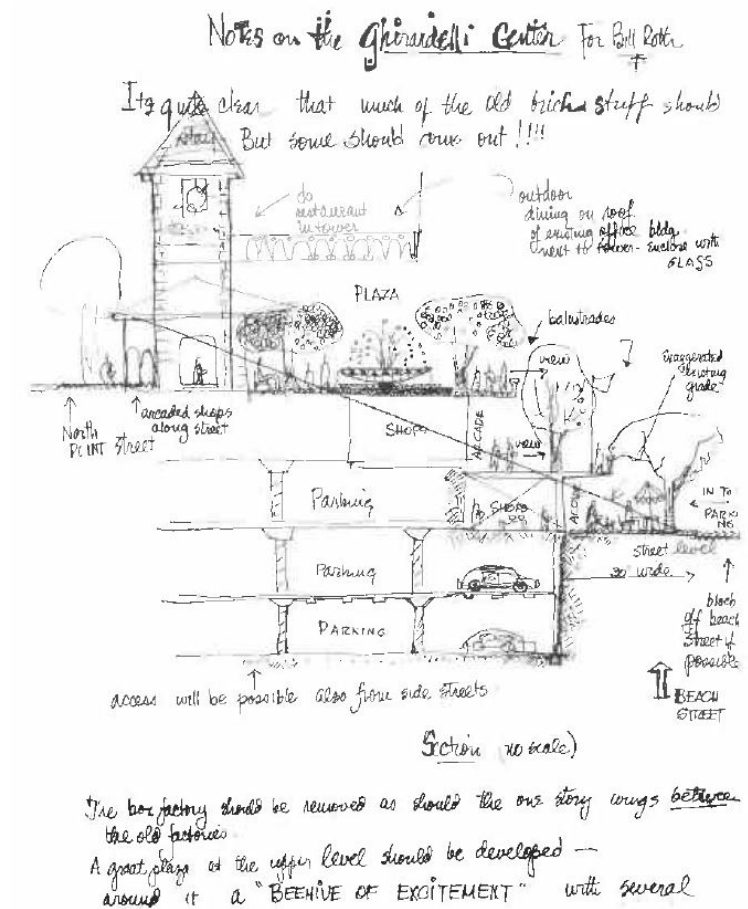 Notes on the Ghirardelli Center For Bill Roth
Its quite clear that much of the old brick stuff should
stay But some should come out !!!!
do
restaurant
in tower
outdoor
dining on roof
of existing office bldg
next to tower - enclose with
GLASS
PLAZA
balustrades
view
exaggerated
existing
grade
North
POINT street
arcaded shops
along street
SHOPS
ARCADE
view
Parking
SHOPS
IN TO
PARKI
NG
street level
30' wide
Parking
PARKING
block
off beach
street if
possible
BEACH
STREET
access will be possible also from side streets
Section no scale)
The box factory should be removed as should the one story wings between
the old factories
A great plaza at the upper level should be developed —
around it a "BEEHIVE OF EXCITEMENT" with several